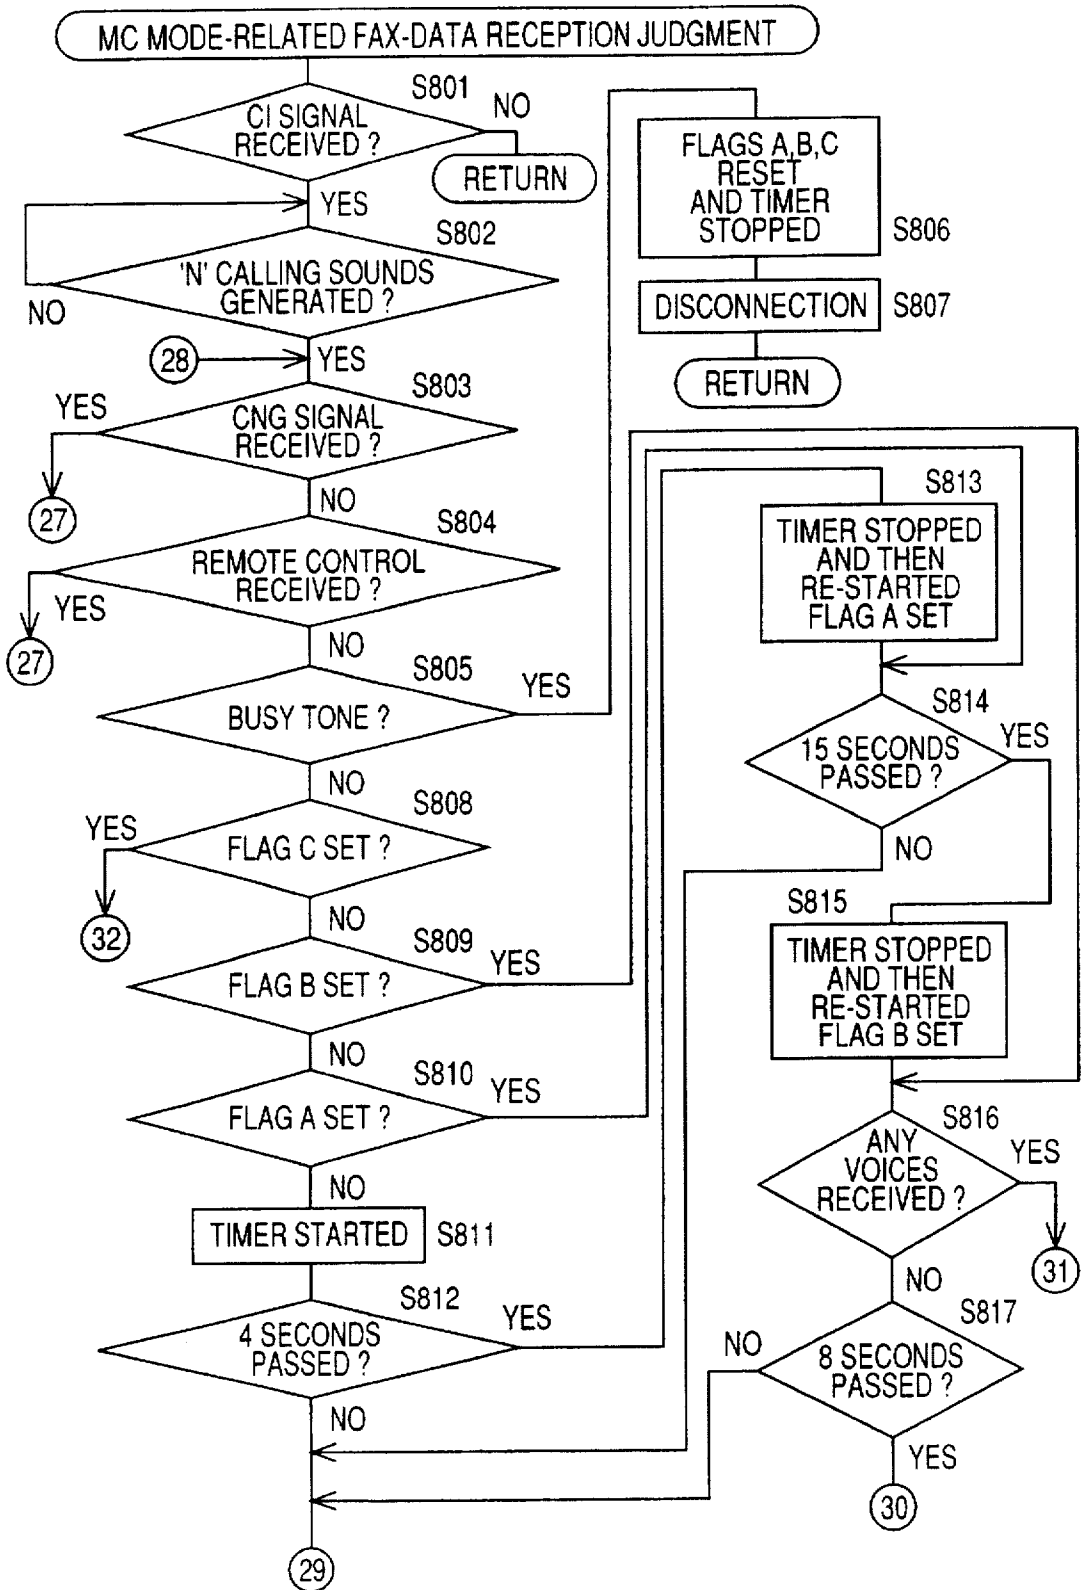 MC MODE-RELATED FAX-DATA RECEPTION JUDGMENT
S801
CI SIGNAL
RECEIVED ?
NO
RETURN
YES
S802
'N' CALLING SOUNDS
GENERATED ?
NO
28
YES
S803
YES
CNG SIGNAL
RECEIVED ?
27
NO
S804
REMOTE CONTROL
RECEIVED ?
YES
27
NO
S805
YES
BUSY TONE ?
NO
S808
YES
FLAG C SET ?
32
NO
S809
YES
FLAG B SET ?
NO
S810
YES
FLAG A SET ?
NO
TIMER STARTED
S811
S812
YES
4 SECONDS
PASSED ?
NO
29
FLAGS A,B,C
RESET
AND TIMER
STOPPED
S806
DISCONNECTION
S807
RETURN
S813
TIMER STOPPED
AND THEN
RE-STARTED
FLAG A SET
S814
15 SECONDS
PASSED ?
YES
NO
S815
TIMER STOPPED
AND THEN
RE-STARTED
FLAG B SET
S816
ANY
VOICES
RECEIVED ?
YES
31
NO
S817
NO
8 SECONDS
PASSED ?
YES
30